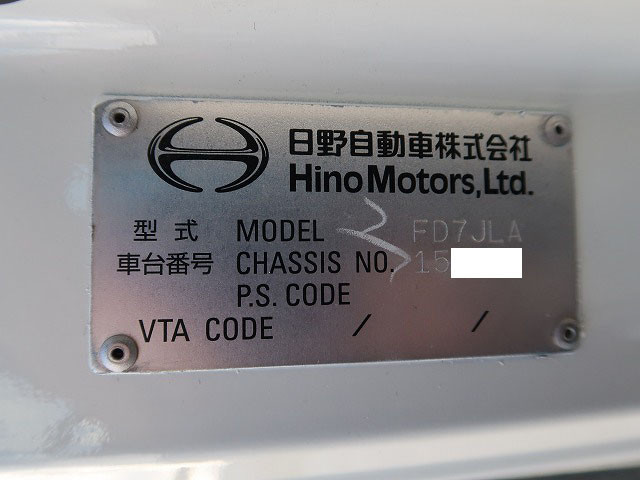 日野自動車株式会社
Hino Motors, Ltd.
型式 MODEL FD7JLA
車台番号 CHASSIS NO. 15
P.S. CODE
VTA CODE / /